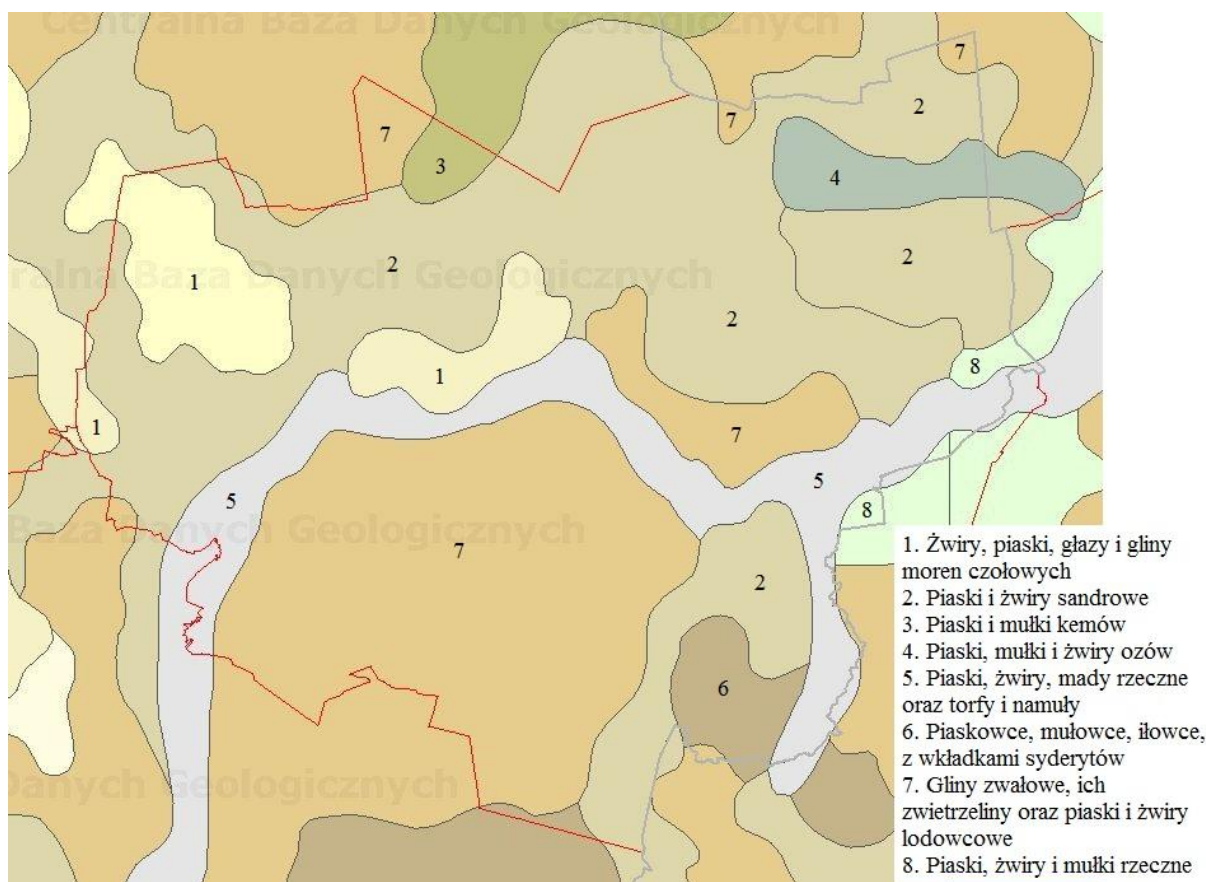 Centralna Baza Danych Geologicznych
7
2
7
7
3
4
2
1
2
ralna Baza Danych Geologicznych
2
8
1
1
7
5
5
8
Baza Danych Geologicznych
7
2
6
Danych Geologicznych
1. Żwiry, piaski, głazy i gliny
moren czołowych
2. Piaski i żwiry sandrowe
3. Piaski i mułki kemów
4. Piaski, mułki i żwiry ozów
5. Piaski, żwiry, mady rzeczne
oraz torfy i namuły
6. Piaskowce, mułowce, iłowce,
z wkładkami syderytów
7. Gliny zwałowe, ich
zwietrzeliny oraz piaski i żwiry
lodowcowe
8. Piaski, żwiry i mułki rzeczne